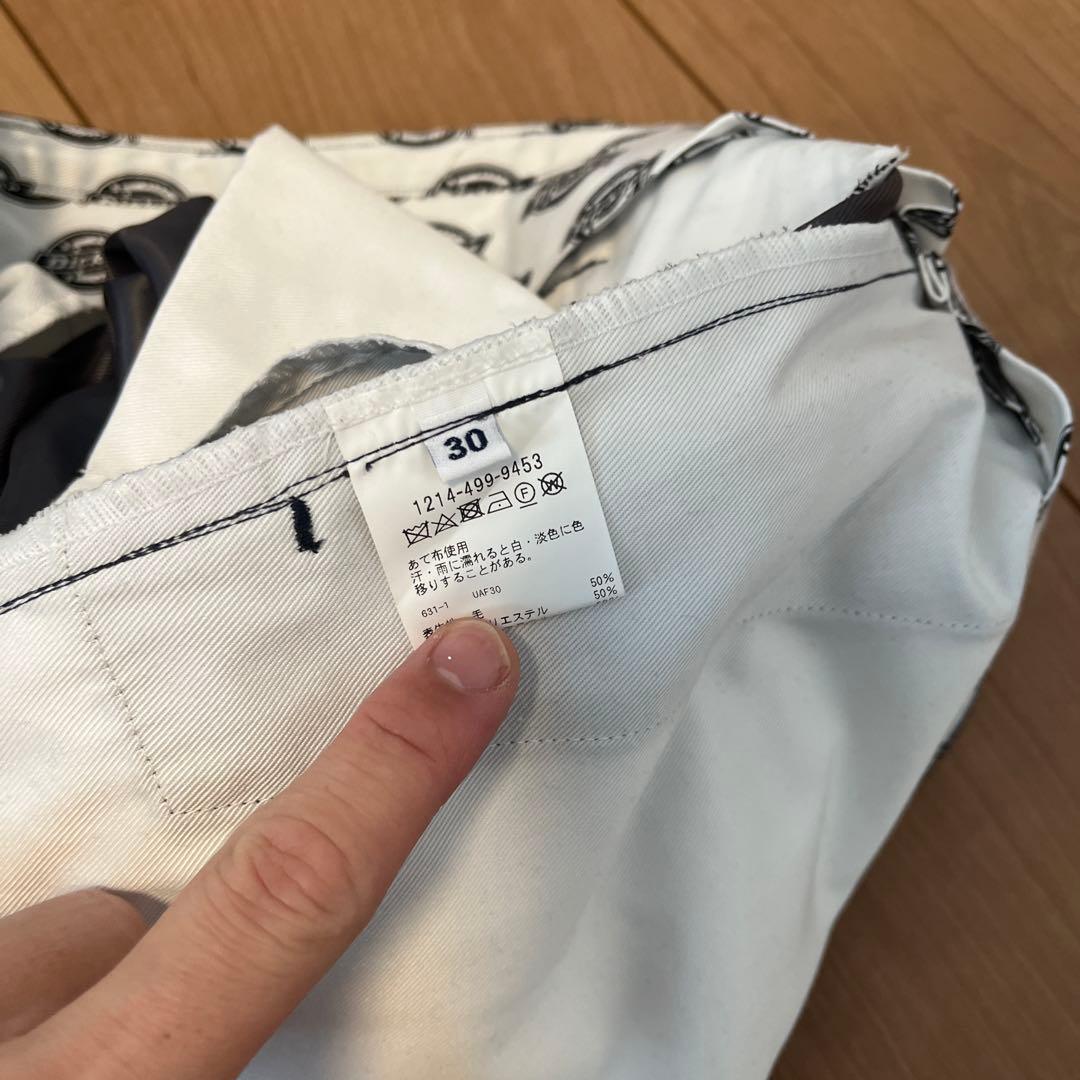 30
1214-499-9453
F W
あて布使用
汗・雨に濡れると白・淡色に色
移りすることがある。
631-1 UAF30
毛 50%
リエステル 50%